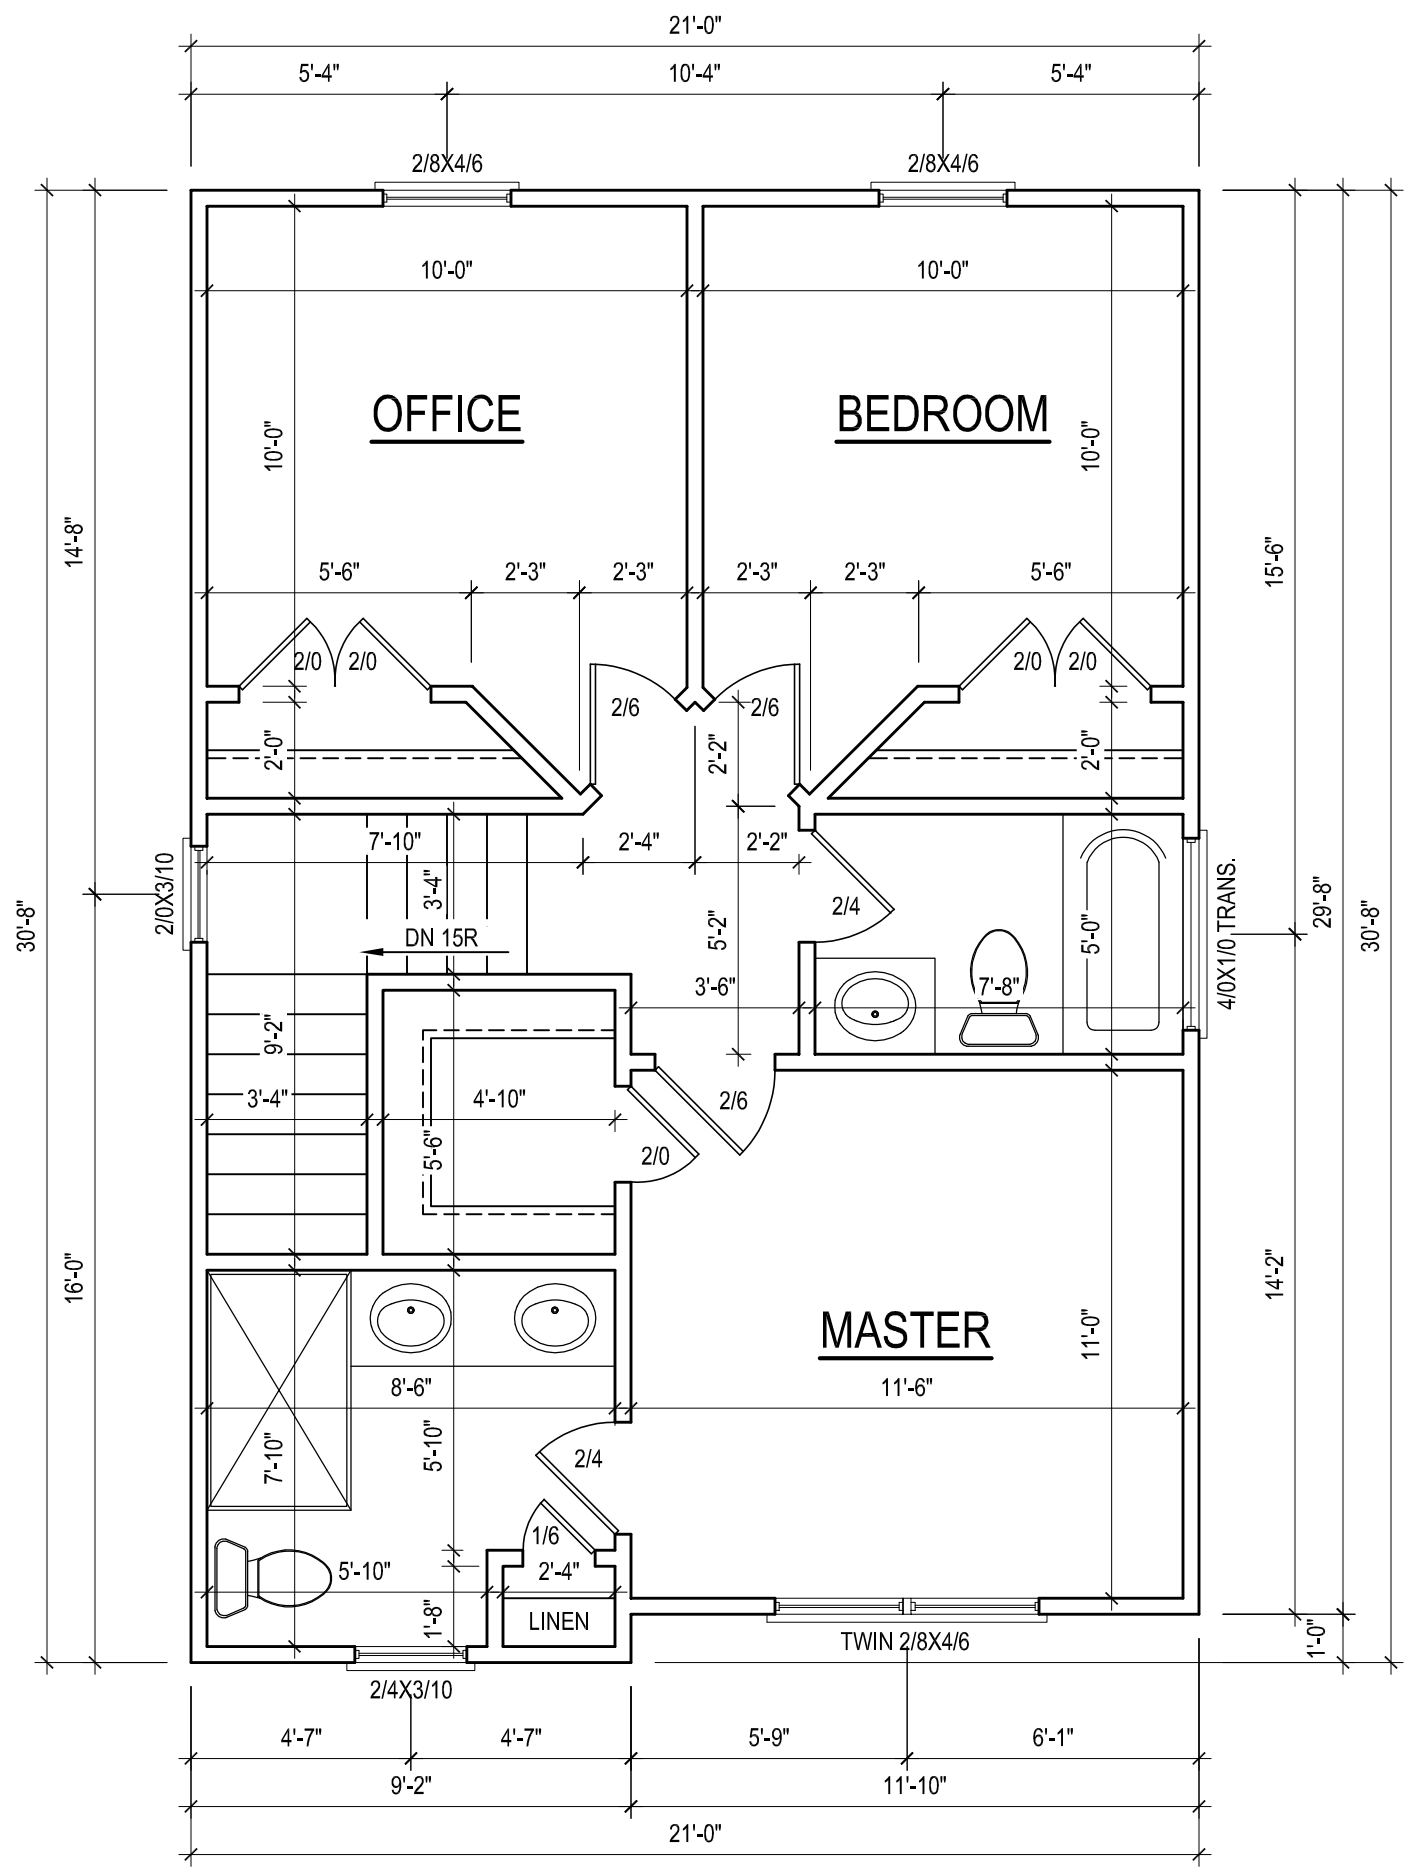 21'-0"
5'-4" 10'-4" 5'-4"
2/8X4/6 2/8X4/6
10'-0" 10'-0"
OFFICE BEDROOM
10'-0" 10'-0"
14'-8" 15'-6"
5'-6" 2'-3" 2'-3" 2'-3" 2'-3" 5'-6"
2/0 2/0 2/0 2/0
2/6 2/6
2'-0" 2'-2" 2'-0"
7'-10" 2'-4" 2'-2"
2/0X3/10 3'-4" 2/4 4/0X1/0 TRANS.
30'-8" 29'-8" 30'-8"
DN 15R 5'-2" 5'-0"
3'-6" 7'-8"
9'-2"
3'-4" 4'-10" 2/6
5'-6" 2/0
16'-0" 14'-2"
MASTER 11'-0"
8'-6" 11'-6"
7'-10" 5'-10" 2/4
1/6
5'-10" 2'-4"
1'-8" LINEN
TWIN 2/8X4/6 1'-0"
2/4X3/10
4'-7" 4'-7" 5'-9" 6'-1"
9'-2" 11'-10"
21'-0"